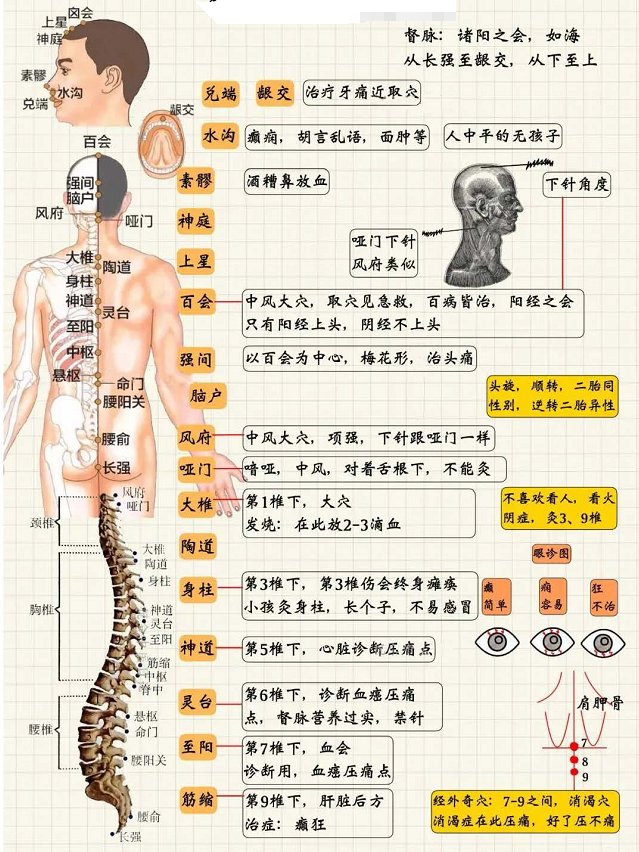 囟会
上星
神庭
素髎
水沟
兑端
龈交
督脉：诸阳之会，如海
从长强至龈交，从下至上
兑端 龈交 治疗牙痛近取穴
水沟 癫痫，胡言乱语，面肿等 人中平的无孩子
素髎 酒糟鼻放血
下针角度
神庭
哑门下针
风府类似
上星
百会 中风大穴，取穴见急救，百病皆治，阳经之会
只有阳经上头，阴经不上头
强间 以百会为中心，梅花形，治头痛
脑户
头旋，顺转，二胎同
性别，逆转二胎异性
风府 中风大穴，项强，下针跟哑门一样
哑门 喑哑，中风，对着舌根下，不能灸
大椎 第1椎下，大穴
发烧：在此放2-3滴血
不喜欢看人，看火
阴症，灸3、9椎
陶道
身柱 第3椎下，第3椎伤会终身瘫痪
小孩灸身柱，长个子，不易感冒
眼诊图
癫
简单
痫
容易
狂
不治
神道 第5椎下，心脏诊断压痛点
灵台 第6椎下，诊断血癌压痛
点，督脉营养过实，禁针
至阳 第7椎下，血会
诊断用，血癌压痛点
筋缩 第9椎下，肝脏后方
治症：癫狂
肩胛骨
7
8
9
经外奇穴：7-9之间，消渴穴
消渴症在此压痛，好了压不痛
百会
强间
脑户
风府
哑门
大椎
陶道
身柱
神道
灵台
至阳
中枢
悬枢
命门
腰阳关
腰俞
长强
风府
哑门
颈椎
大椎
陶道
身柱
胸椎
神道
灵台
至阳
筋缩
中枢
脊中
腰椎
悬枢
命门
腰阳关
腰俞
长强